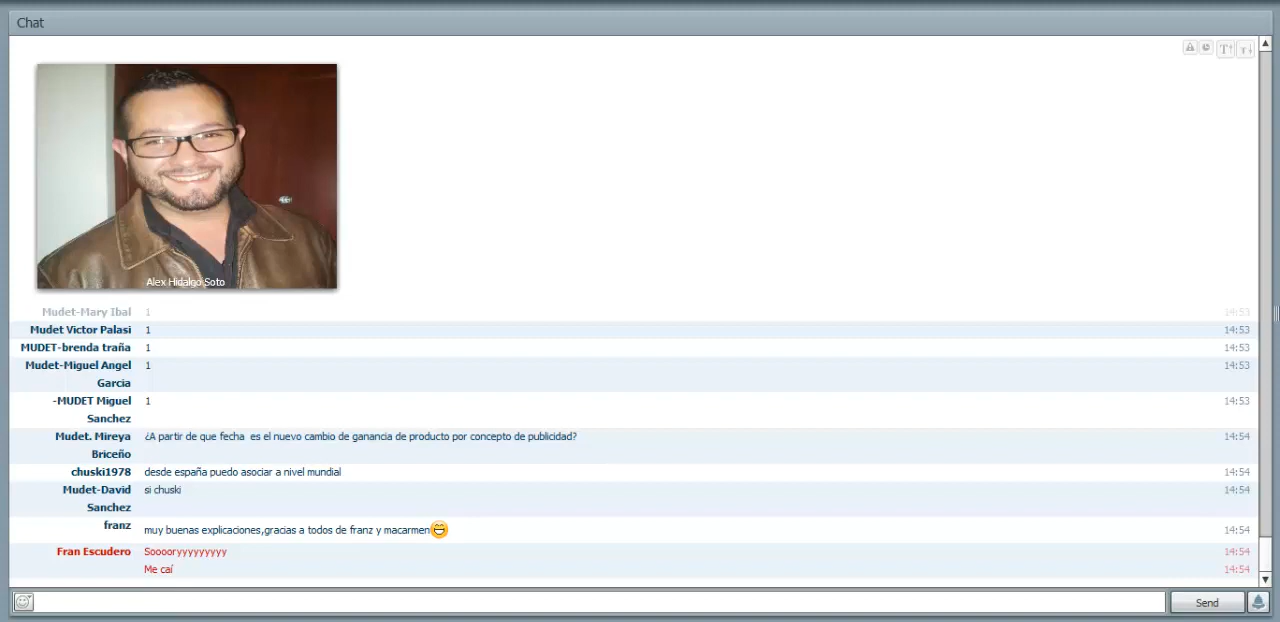 Chat
Alex Hidalgo Soto
Mudet-Mary Ibal 1 14:53
Mudet Victor Palasi 1 14:53
MUDET-brenda traña 1 14:53
Mudet-Miguel Angel 1 14:53
Garcia
-MUDET Miguel 1 14:53
Sanchez
Mudet. Mireya ¿A partir de que fecha es el nuevo cambio de ganancia de producto por concepto de publicidad? 14:54
Briceño
chuski1978 desde españa puedo asociar a nivel mundial 14:54
Mudet-David si chuski 14:54
Sanchez
franz muy buenas explicaciones,gracias a todos de franz y macarmen 14:54
Fran Escudero Sooooryyyyyyyyy 14:54
Me caí 14:54
Send